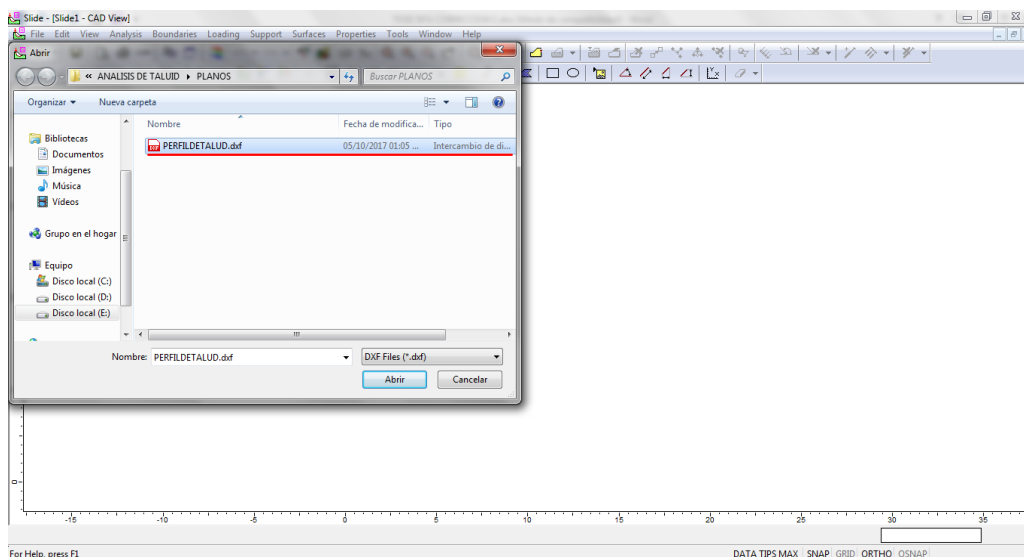 Slide - [Slide1 - CAD View]
File Edit View Analysis Boundaries Loading Support Surfaces Properties Tools Window Help
Abrir
« ANALISIS DE TALUID ▸ PLANOS
Buscar PLANOS
Organizar
Nueva carpeta
Nombre
Fecha de modifica...
Tipo
PERFILDETALUD.dxf
05/10/2017 01:05 ...
Intercambio de di...
Bibliotecas
Documentos
Imágenes
Música
Vídeos
Grupo en el hogar
Equipo
Disco local (C:)
Disco local (D:)
Disco local (E:)
Nombre: PERFILDETALUD.dxf
DXF Files (*.dxf)
Abrir
Cancelar
0
-15 -10 -5 0 5 10 15 20 25 30 35
For Help, press F1
DATA TIPS MAX SNAP GRID ORTHO OSNAP